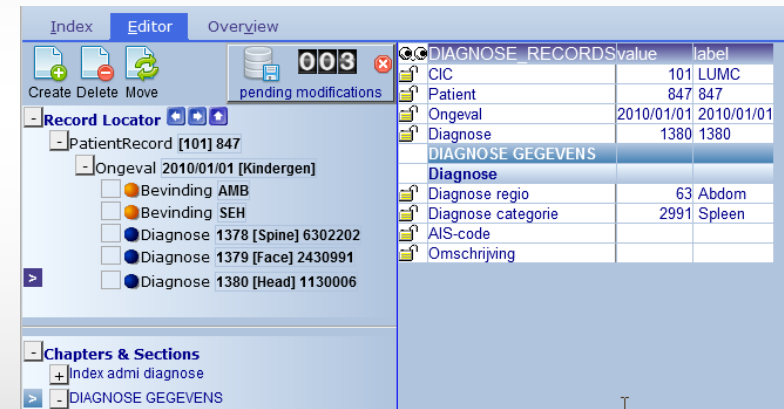 Index Editor Overview
Create Delete Move
003
pending modifications
- Record Locator
- PatientRecord [101] 847
- Ongeval 2010/01/01 [Kindergen]
Bevinding AMB
Bevinding SEH
Diagnose 1378 [Spine] 6302202
Diagnose 1379 [Face] 2430991
> Diagnose 1380 [Head] 1130006
- Chapters & Sections
+ Index admi diagnose
> - DIAGNOSE GEGEVENS
DIAGNOSE_RECORDS value label
CIC 101 LUMC
Patient 847 847
Ongeval 2010/01/01 2010/01/01
Diagnose 1380 1380
DIAGNOSE GEGEVENS
Diagnose
Diagnose regio 63 Abdom
Diagnose categorie 2991 Spleen
AIS-code
Omschrijving